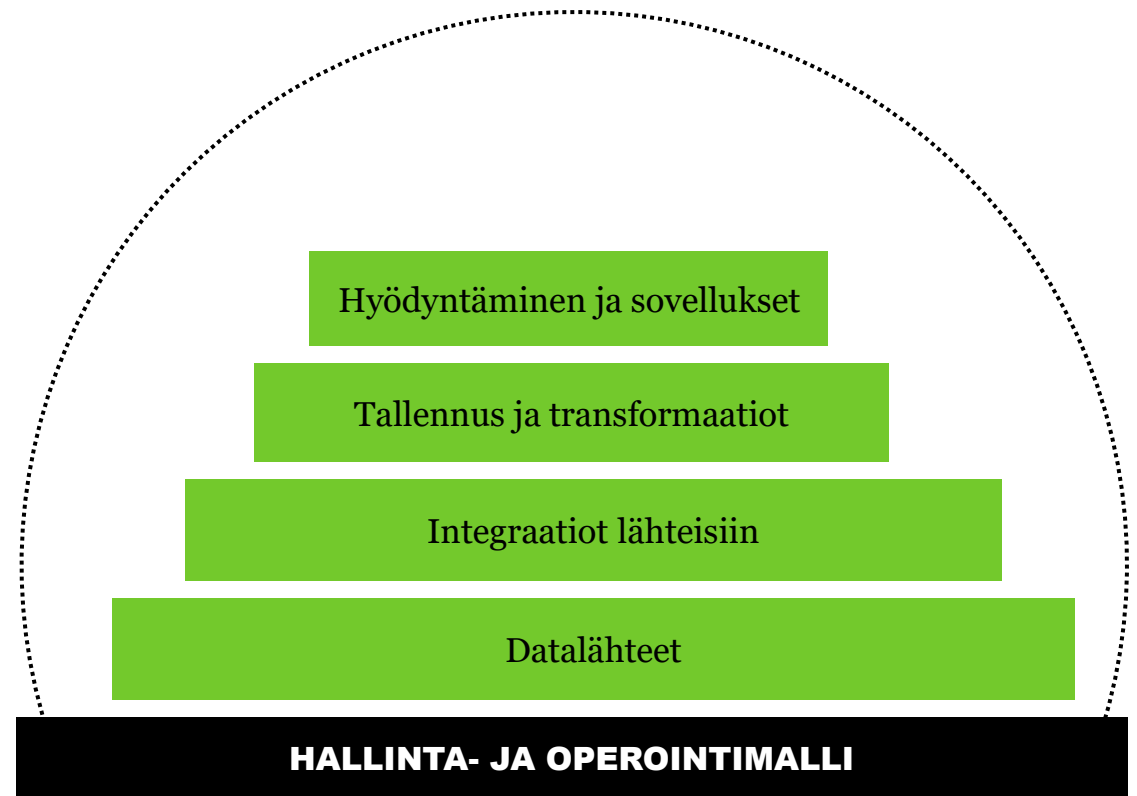 Hyödyntäminen ja sovellukset
Tallennus ja transformaatiot
Integraatiot lähteisiin
Datalähteet
HALLINTA- JA OPEROINTIMALLI